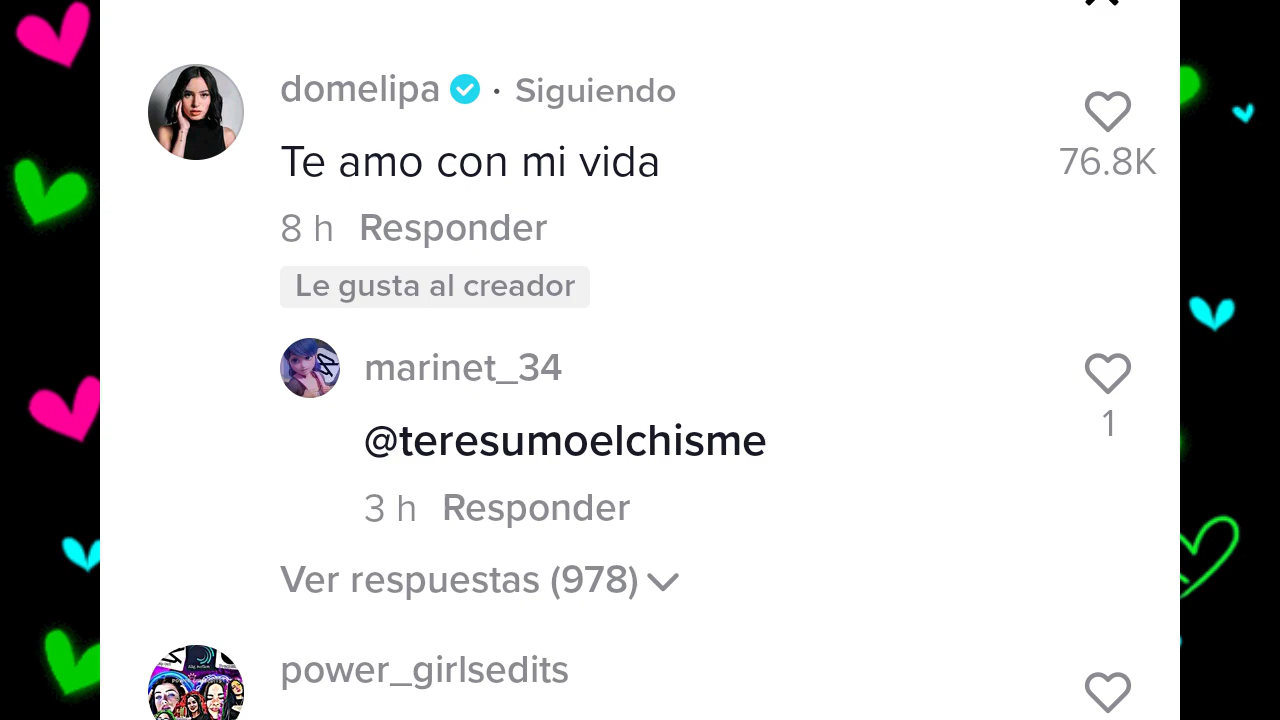 domelipa · Siguiendo
Te amo con mi vida
76.8K
8 h Responder
Le gusta al creador
marinet_34
@teresumoelchisme
1
3 h Responder
Ver respuestas (978)
power_girlsedits